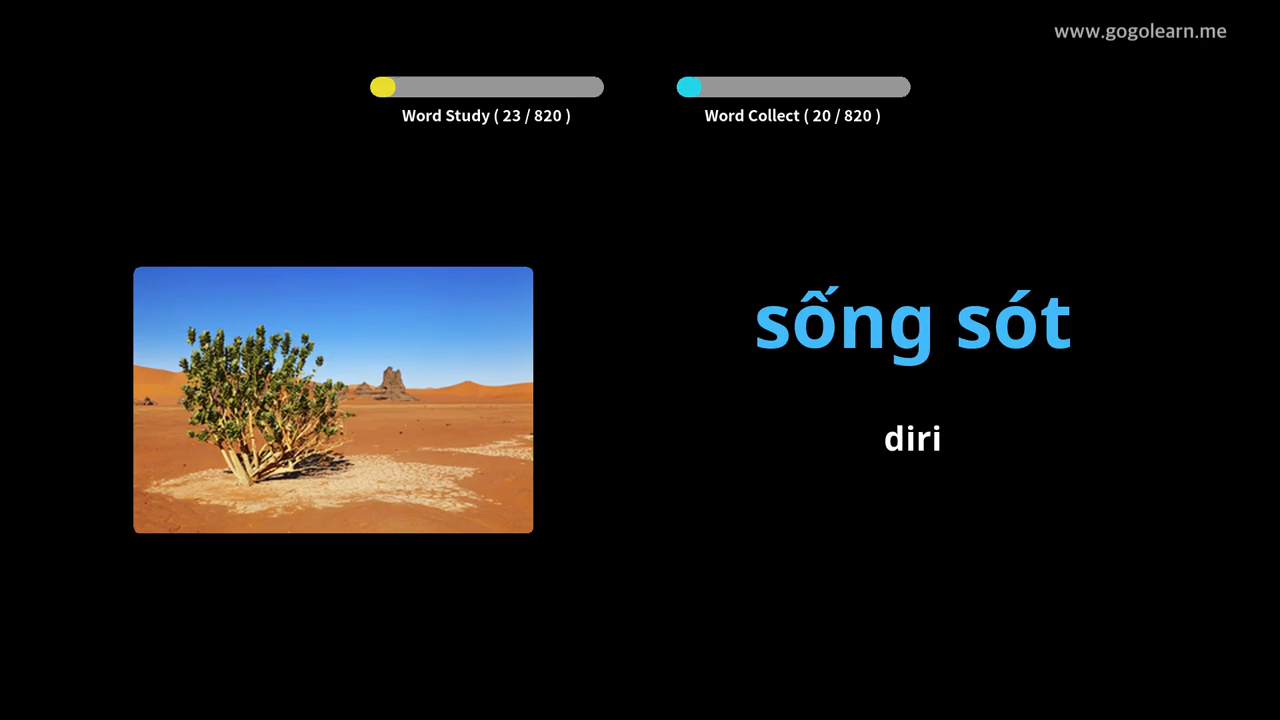 www.gogolearn.me
Word Study ( 23 / 820 )
Word Collect ( 20 / 820 )
sống sót
diri